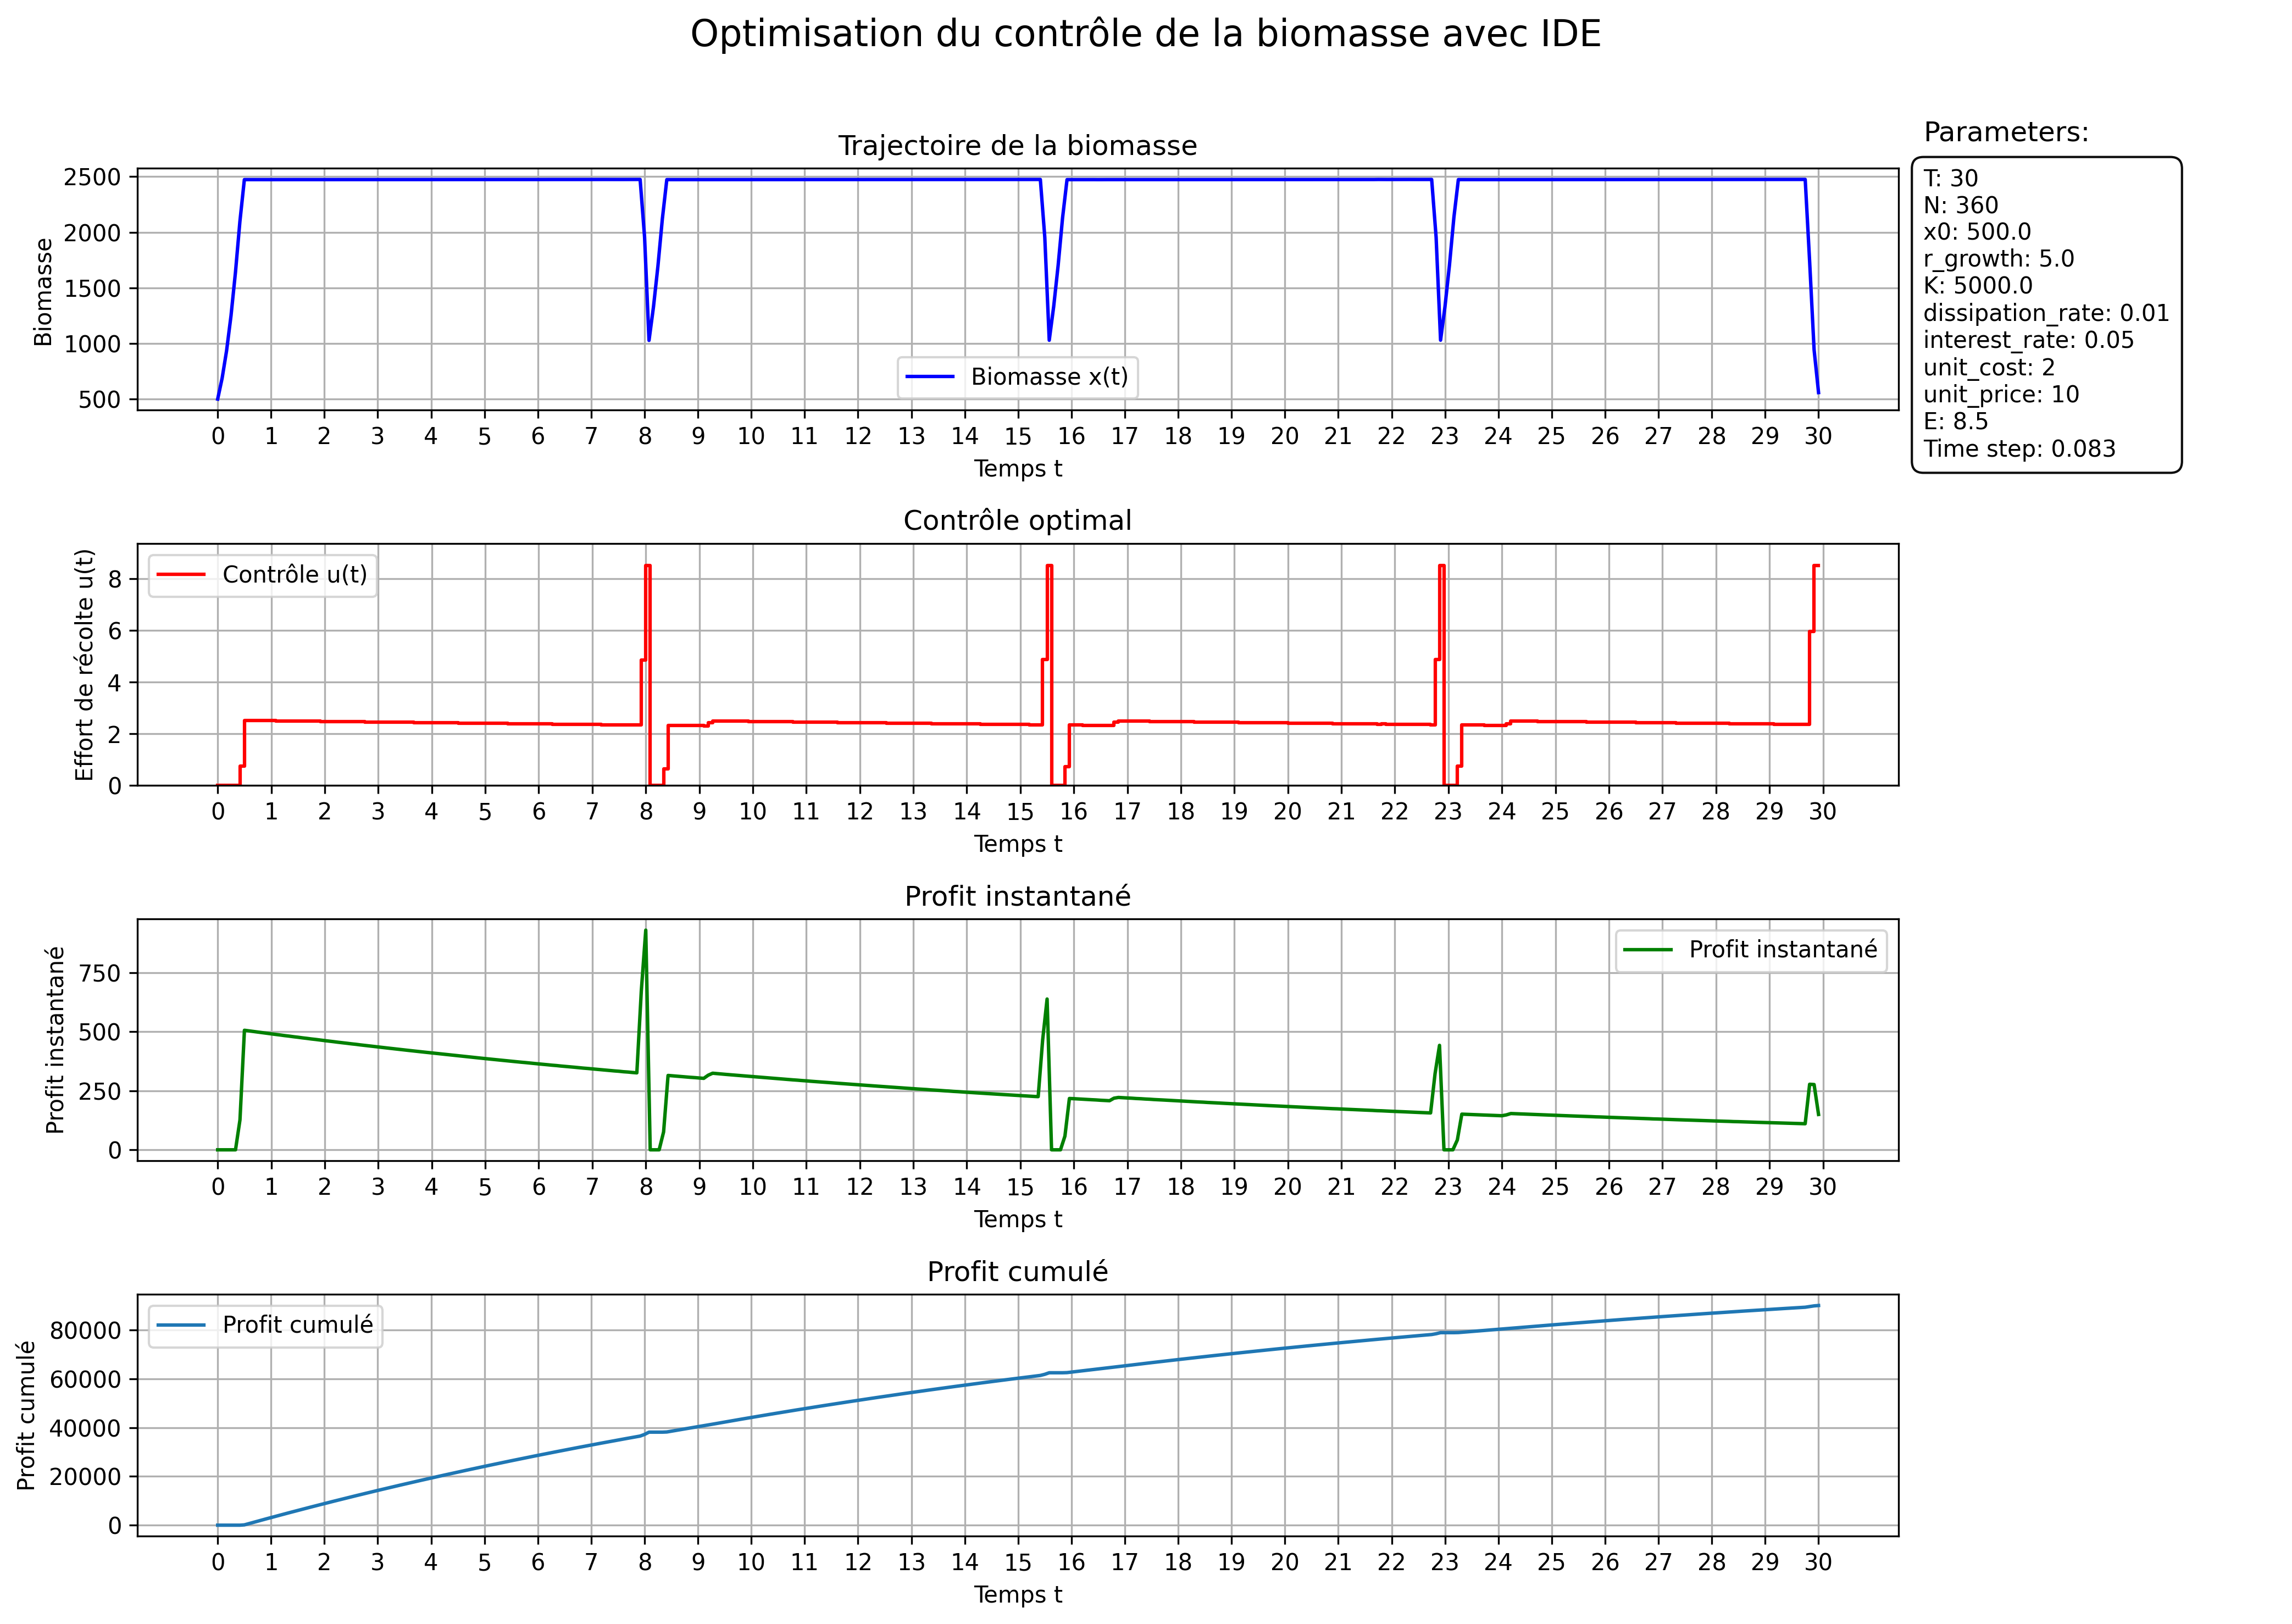 Optimisation du contrôle de la biomasse avec IDE
Trajectoire de la biomasse
Biomasse
2500
2000
1500
1000
500
Biomasse x(t)
0 1 2 3 4 5 6 7 8 9 10 11 12 13 14 15 16 17 18 19 20 21 22 23 24 25 26 27 28 29 30
Temps t
Parameters:
T: 30
N: 360
x0: 500.0
r_growth: 5.0
K: 5000.0
dissipation_rate: 0.01
interest_rate: 0.05
unit_cost: 2
unit_price: 10
E: 8.5
Time step: 0.083
Contrôle optimal
Effort de récolte u(t)
8
6
4
2
0
Contrôle u(t)
0 1 2 3 4 5 6 7 8 9 10 11 12 13 14 15 16 17 18 19 20 21 22 23 24 25 26 27 28 29 30
Temps t
Profit instantané
Profit instantané
750
500
250
0
Profit instantané
0 1 2 3 4 5 6 7 8 9 10 11 12 13 14 15 16 17 18 19 20 21 22 23 24 25 26 27 28 29 30
Temps t
Profit cumulé
Profit cumulé
80000
60000
40000
20000
0
Profit cumulé
0 1 2 3 4 5 6 7 8 9 10 11 12 13 14 15 16 17 18 19 20 21 22 23 24 25 26 27 28 29 30
Temps t